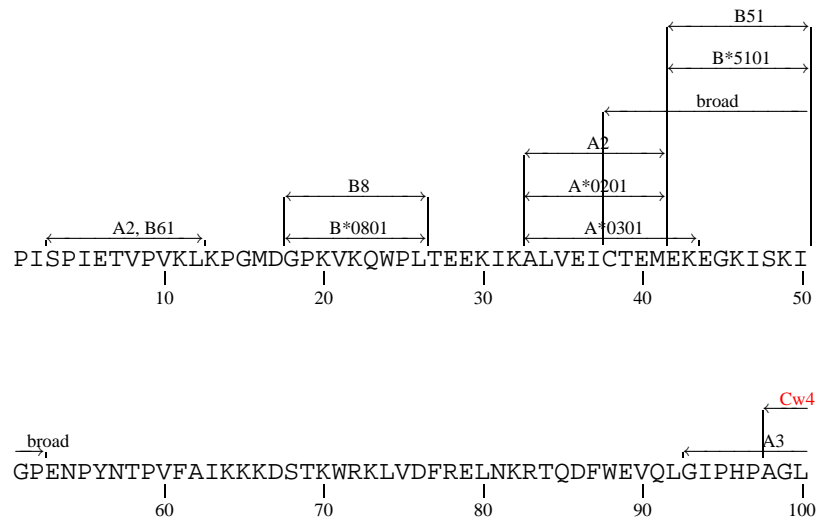 B51
B*5101
broad
A2
B8 A*0201
A2, B61 B*0801 A*0301
PISPIETVPVKLKPGMDGPKVKQWPLTEEKIKALVEICTEMEKEGKISKI
10 20 30 40 50
Cw4
broad A3
GPENPYNTPVFAIKKKDSTKWRKLVDFRELNKRTQDFWEVQLGIPHPAGL
60 70 80 90 100